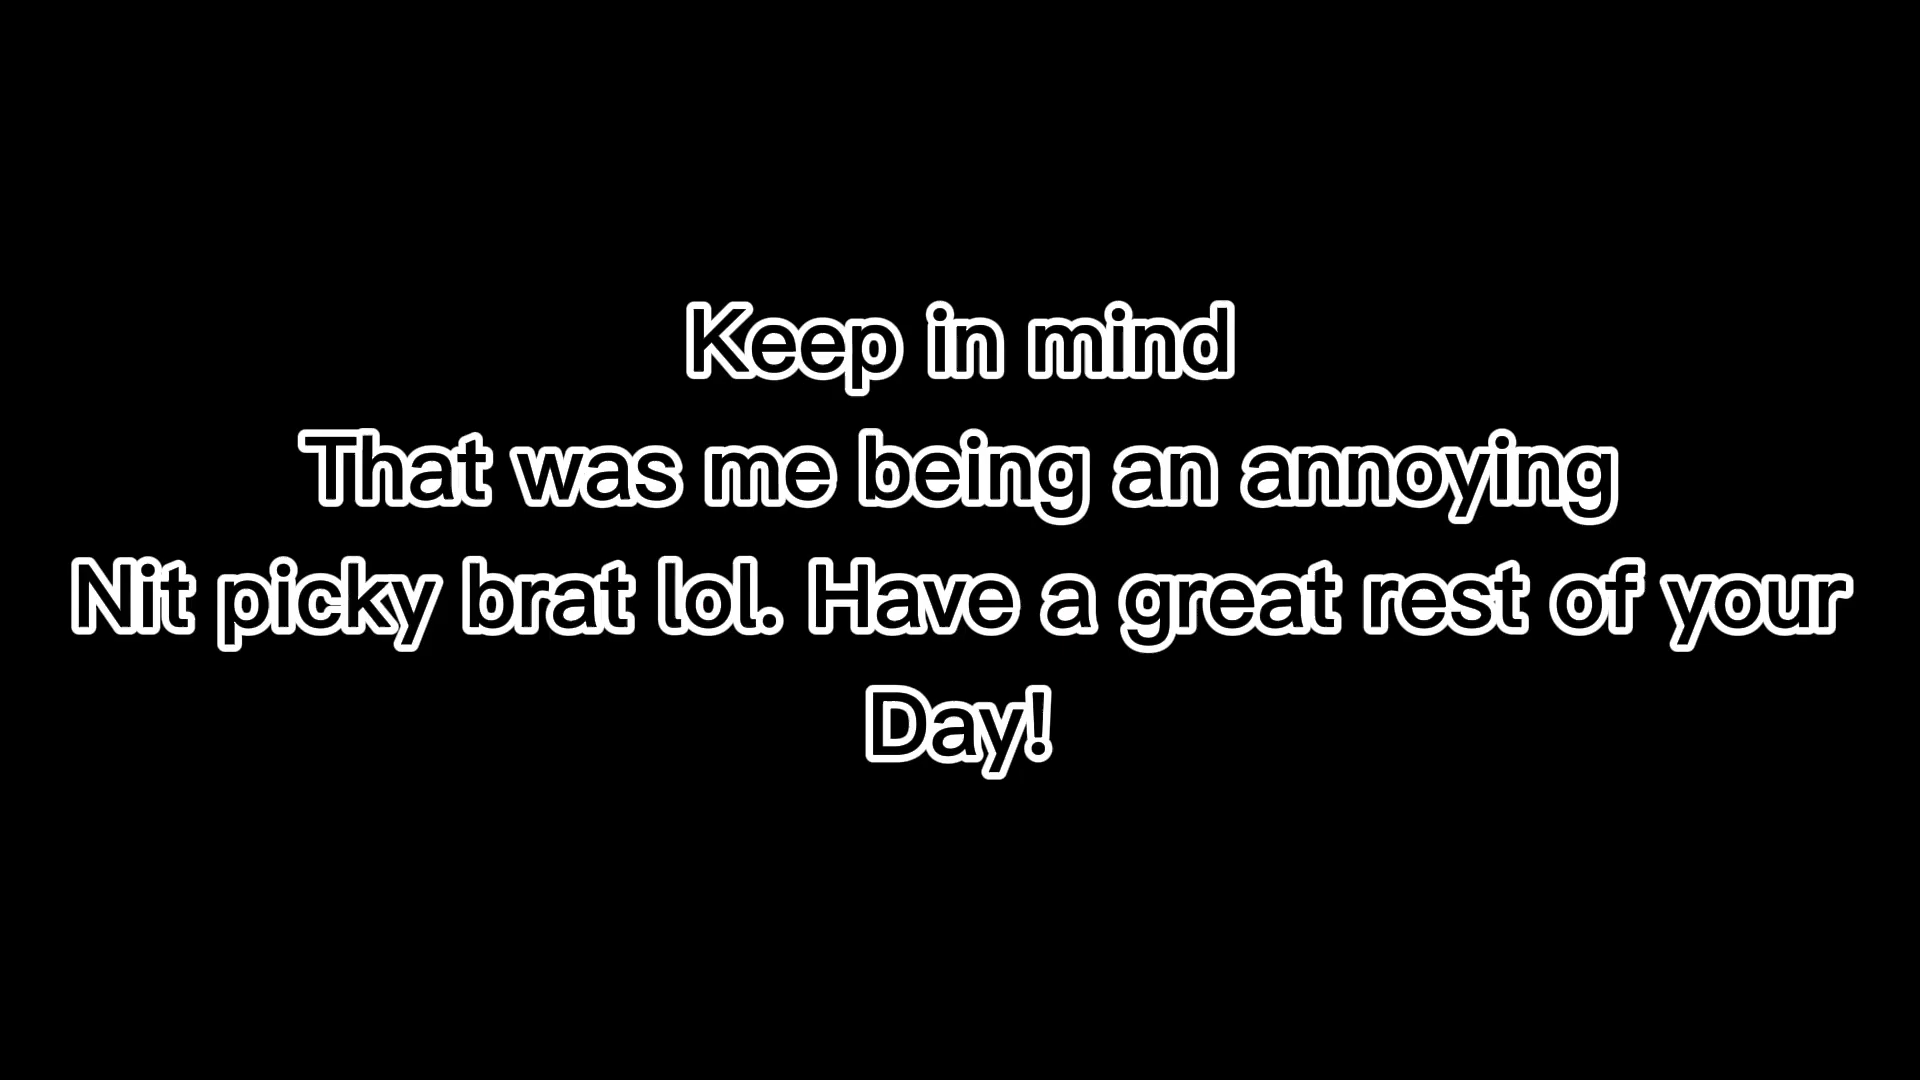 Keep in mind
That was me being an annoying
Nit picky brat lol. Have a great rest of your
Day!